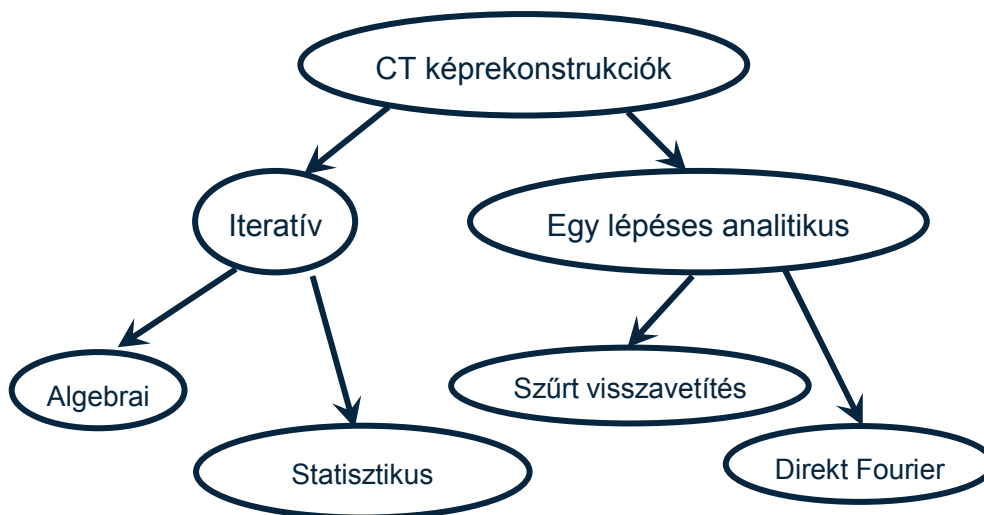 CT képrekonstrukciók
Iteratív
Egy lépéses analitikus
Algebrai
Szűrt visszavetítés
Statisztikus
Direkt Fourier